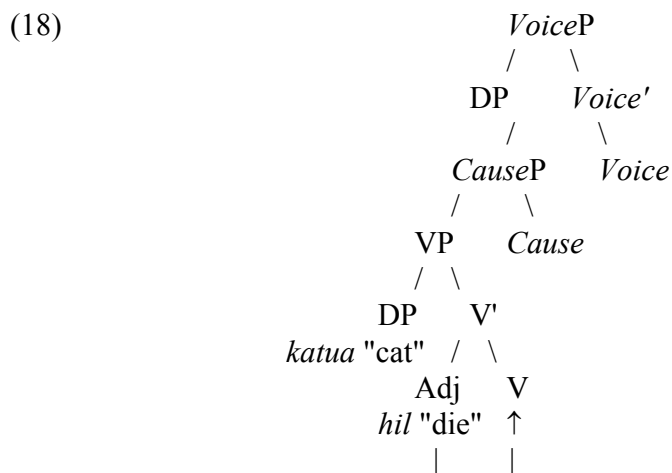 (18) VoiceP
DP Voice'
CauseP Voice
VP Cause
DP V'
katua "cat"
Adj V
hil "die" ↑